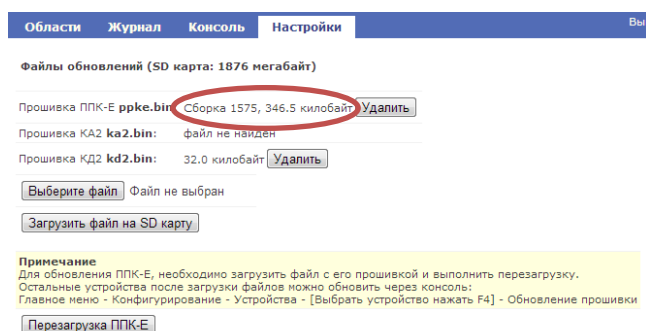 Области Журнал Консоль Настройки Вы
Файлы обновлений (SD карта: 1876 мегабайт)
Прошивка ППК-Е ppke.bin Сборка 1575, 346.5 килобайт Удалить
Прошивка КА2 ka2.bin: файл не найден
Прошивка КД2 kd2.bin: 32.0 килобайт Удалить
Выберите файл Файл не выбран
Загрузить файл на SD карту
Примечание
Для обновления ППК-Е, необходимо загрузить файл с его прошивкой и выполнить перезагрузку.
Остальные устройства после загрузки файлов можно обновить через консоль:
Главное меню - Конфигурирование - Устройства - [Выбрать устройство нажать F4] - Обновление прошивки
Перезагрузка ППК-Е